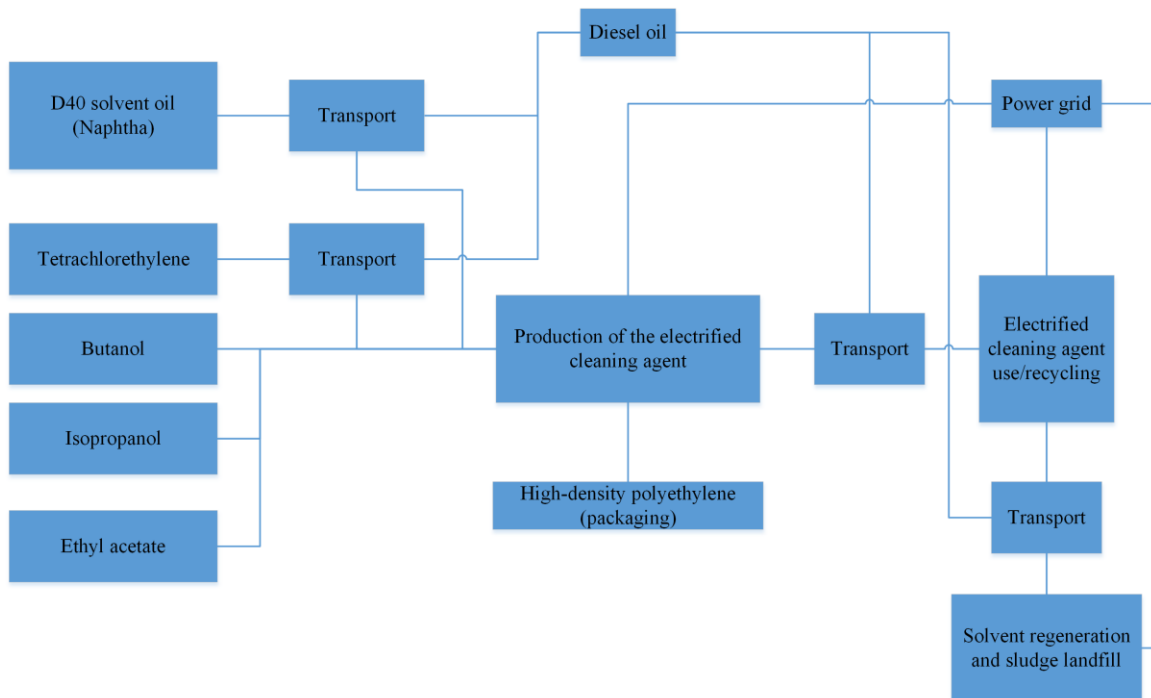 Diesel oil
D40 solvent oil
(Naphtha)
Transport
Power grid
Tetrachlorethylene
Transport
Butanol
Production of the electrified
cleaning agent
Transport
Electrified
cleaning agent
use/recycling
Isopropanol
High-density polyethylene
(packaging)
Transport
Ethyl acetate
Solvent regeneration
and sludge landfill